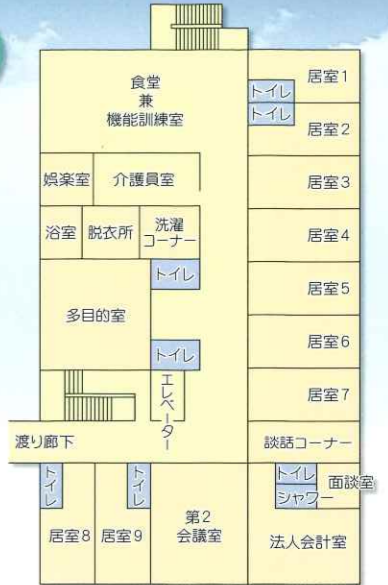 食堂
兼
機能訓練室
トイレ
居室1
トイレ
居室2
娯楽室
介護員室
居室3
浴室
脱衣所
洗濯
コーナー
居室4
トイレ
居室5
多目的室
トイレ
居室6
エレベーター
居室7
渡り廊下
談話コーナー
トイレ
トイレ
トイレ
面談室
シャワー
居室8
居室9
第2
会議室
法人会計室